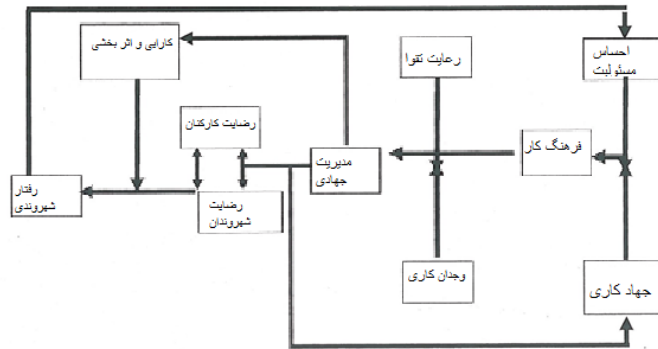 کارایی و اثر بخشی
رعایت تقوا
احساس
مسئولیت
رضایت کارکنان
فرهنگ کار
مدیریت
جهادی
رفتار
شهروندی
رضایت
شهروندان
وجدان کاری
جهاد کاری